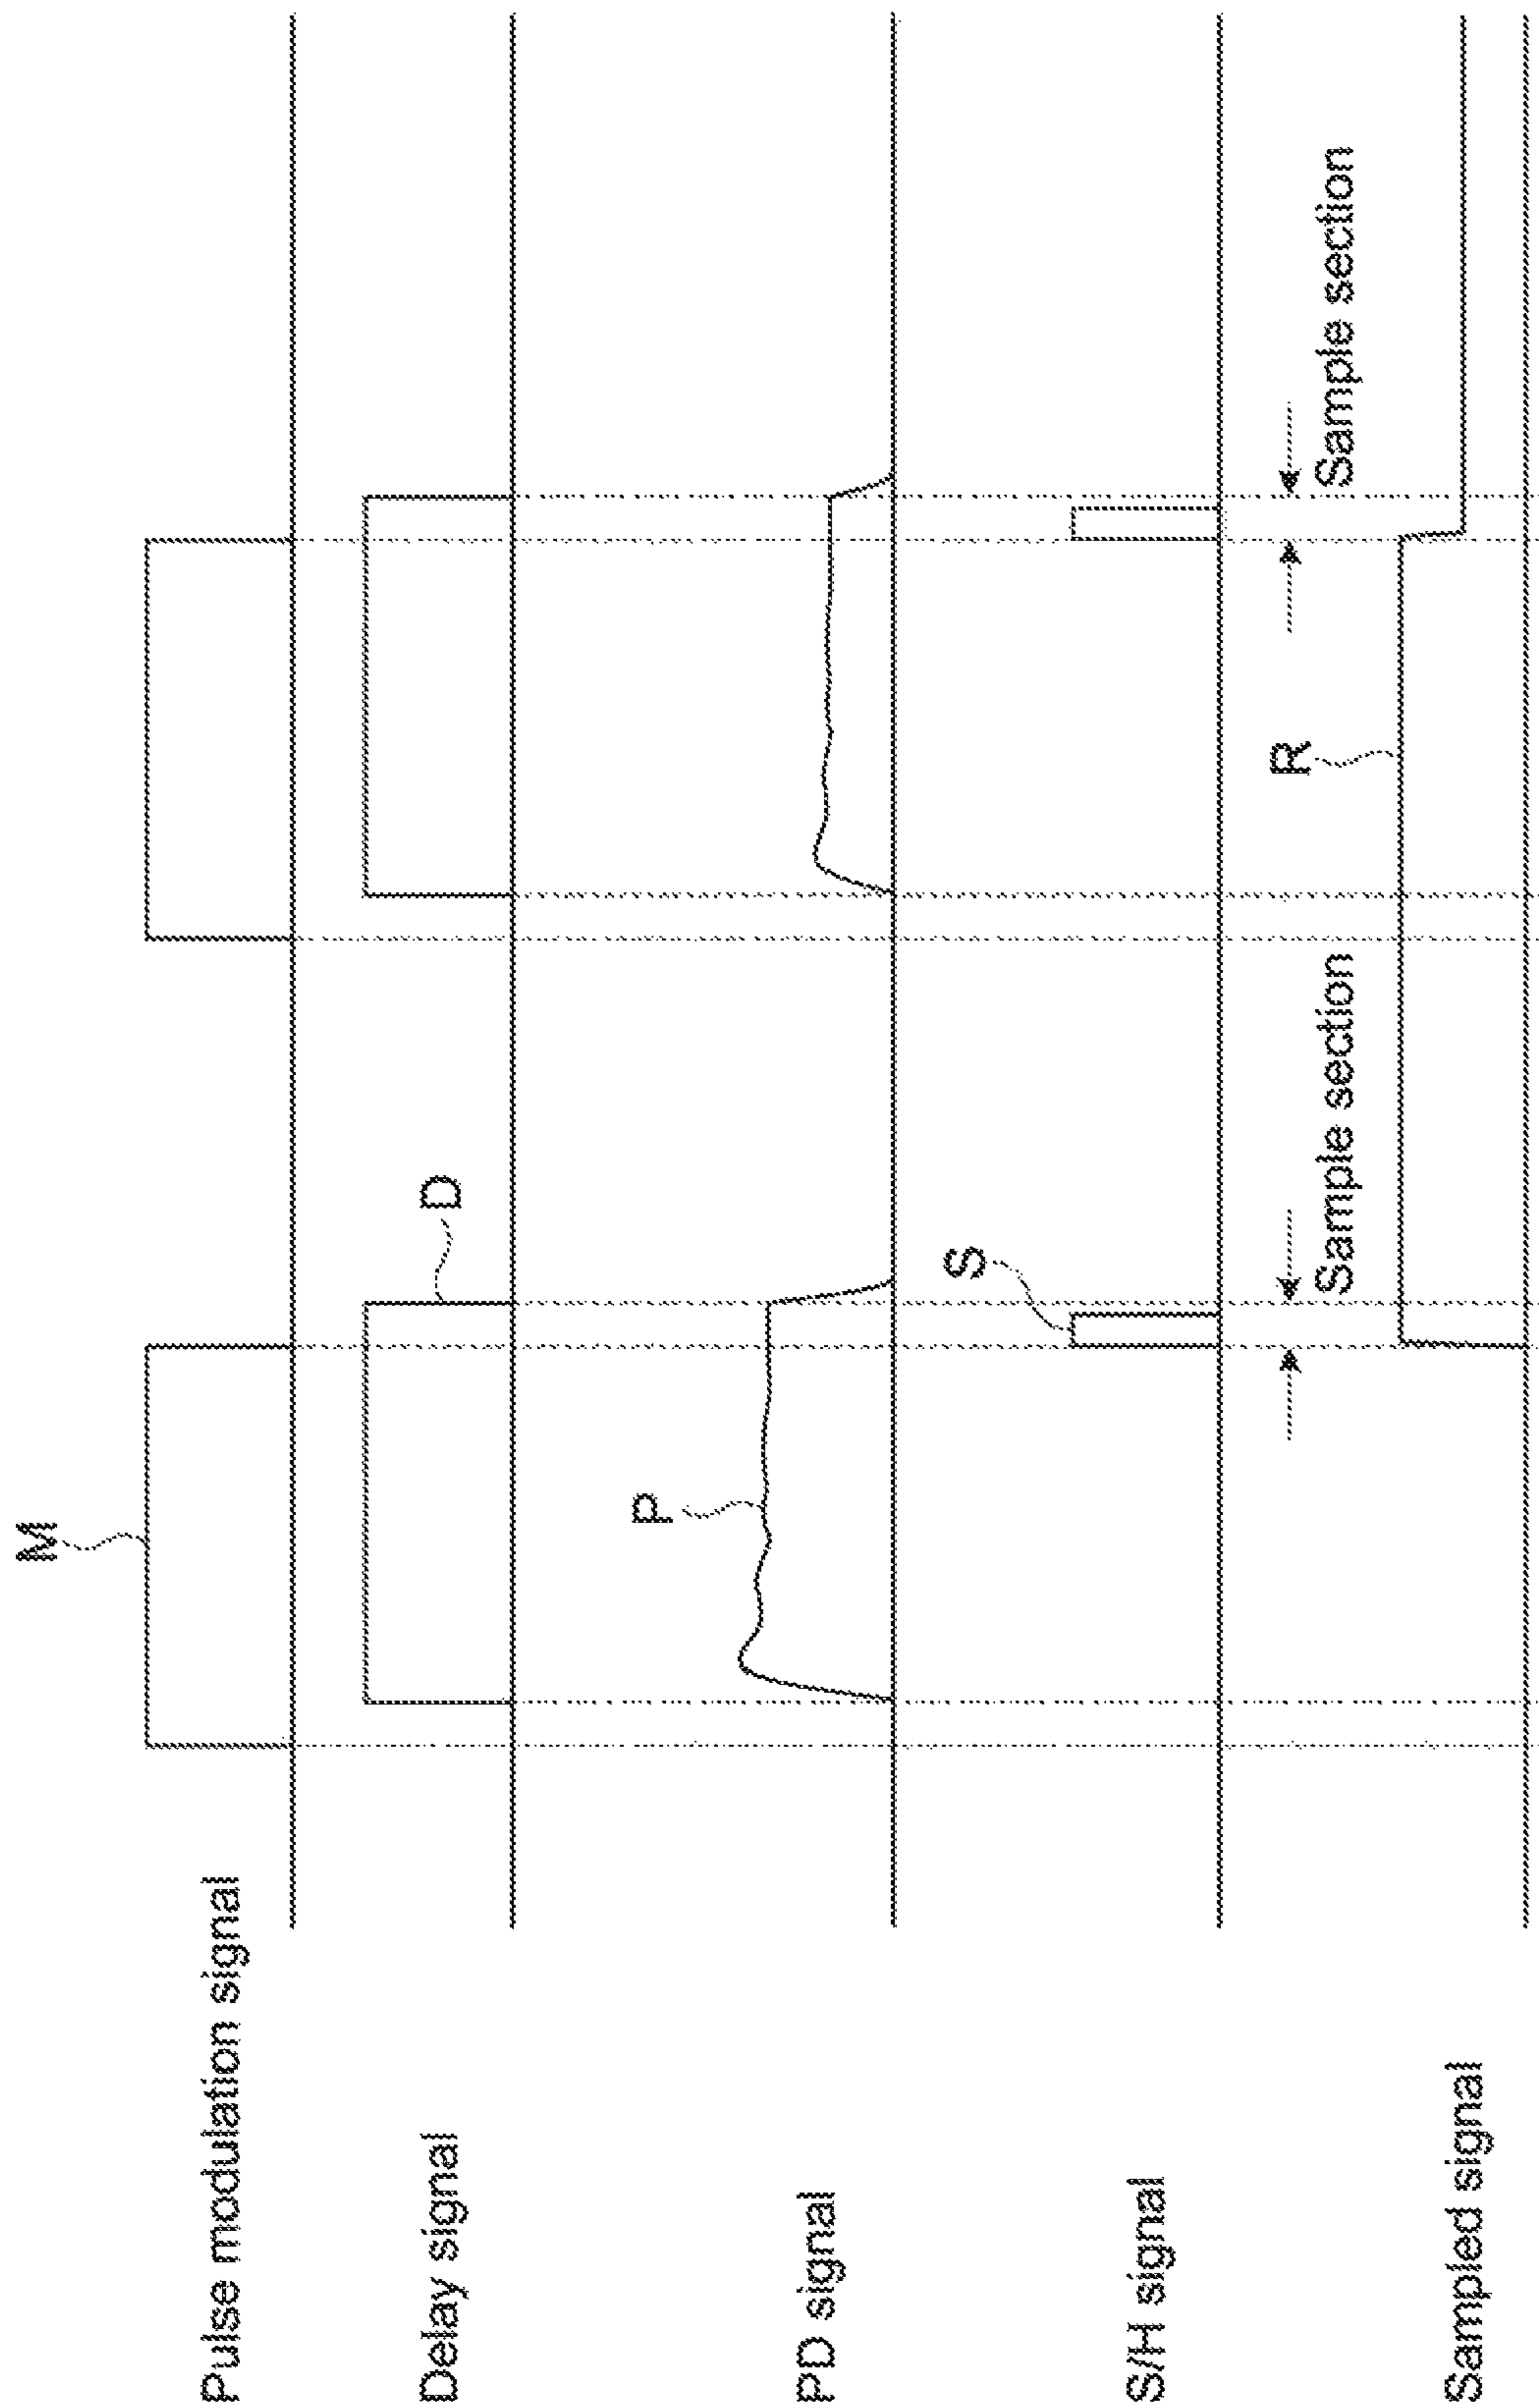 Pulse modulation signal
M
Delay signal
D
PD signal
P
S/H signal
S
Sample section
Sample section
Sampled signal
R